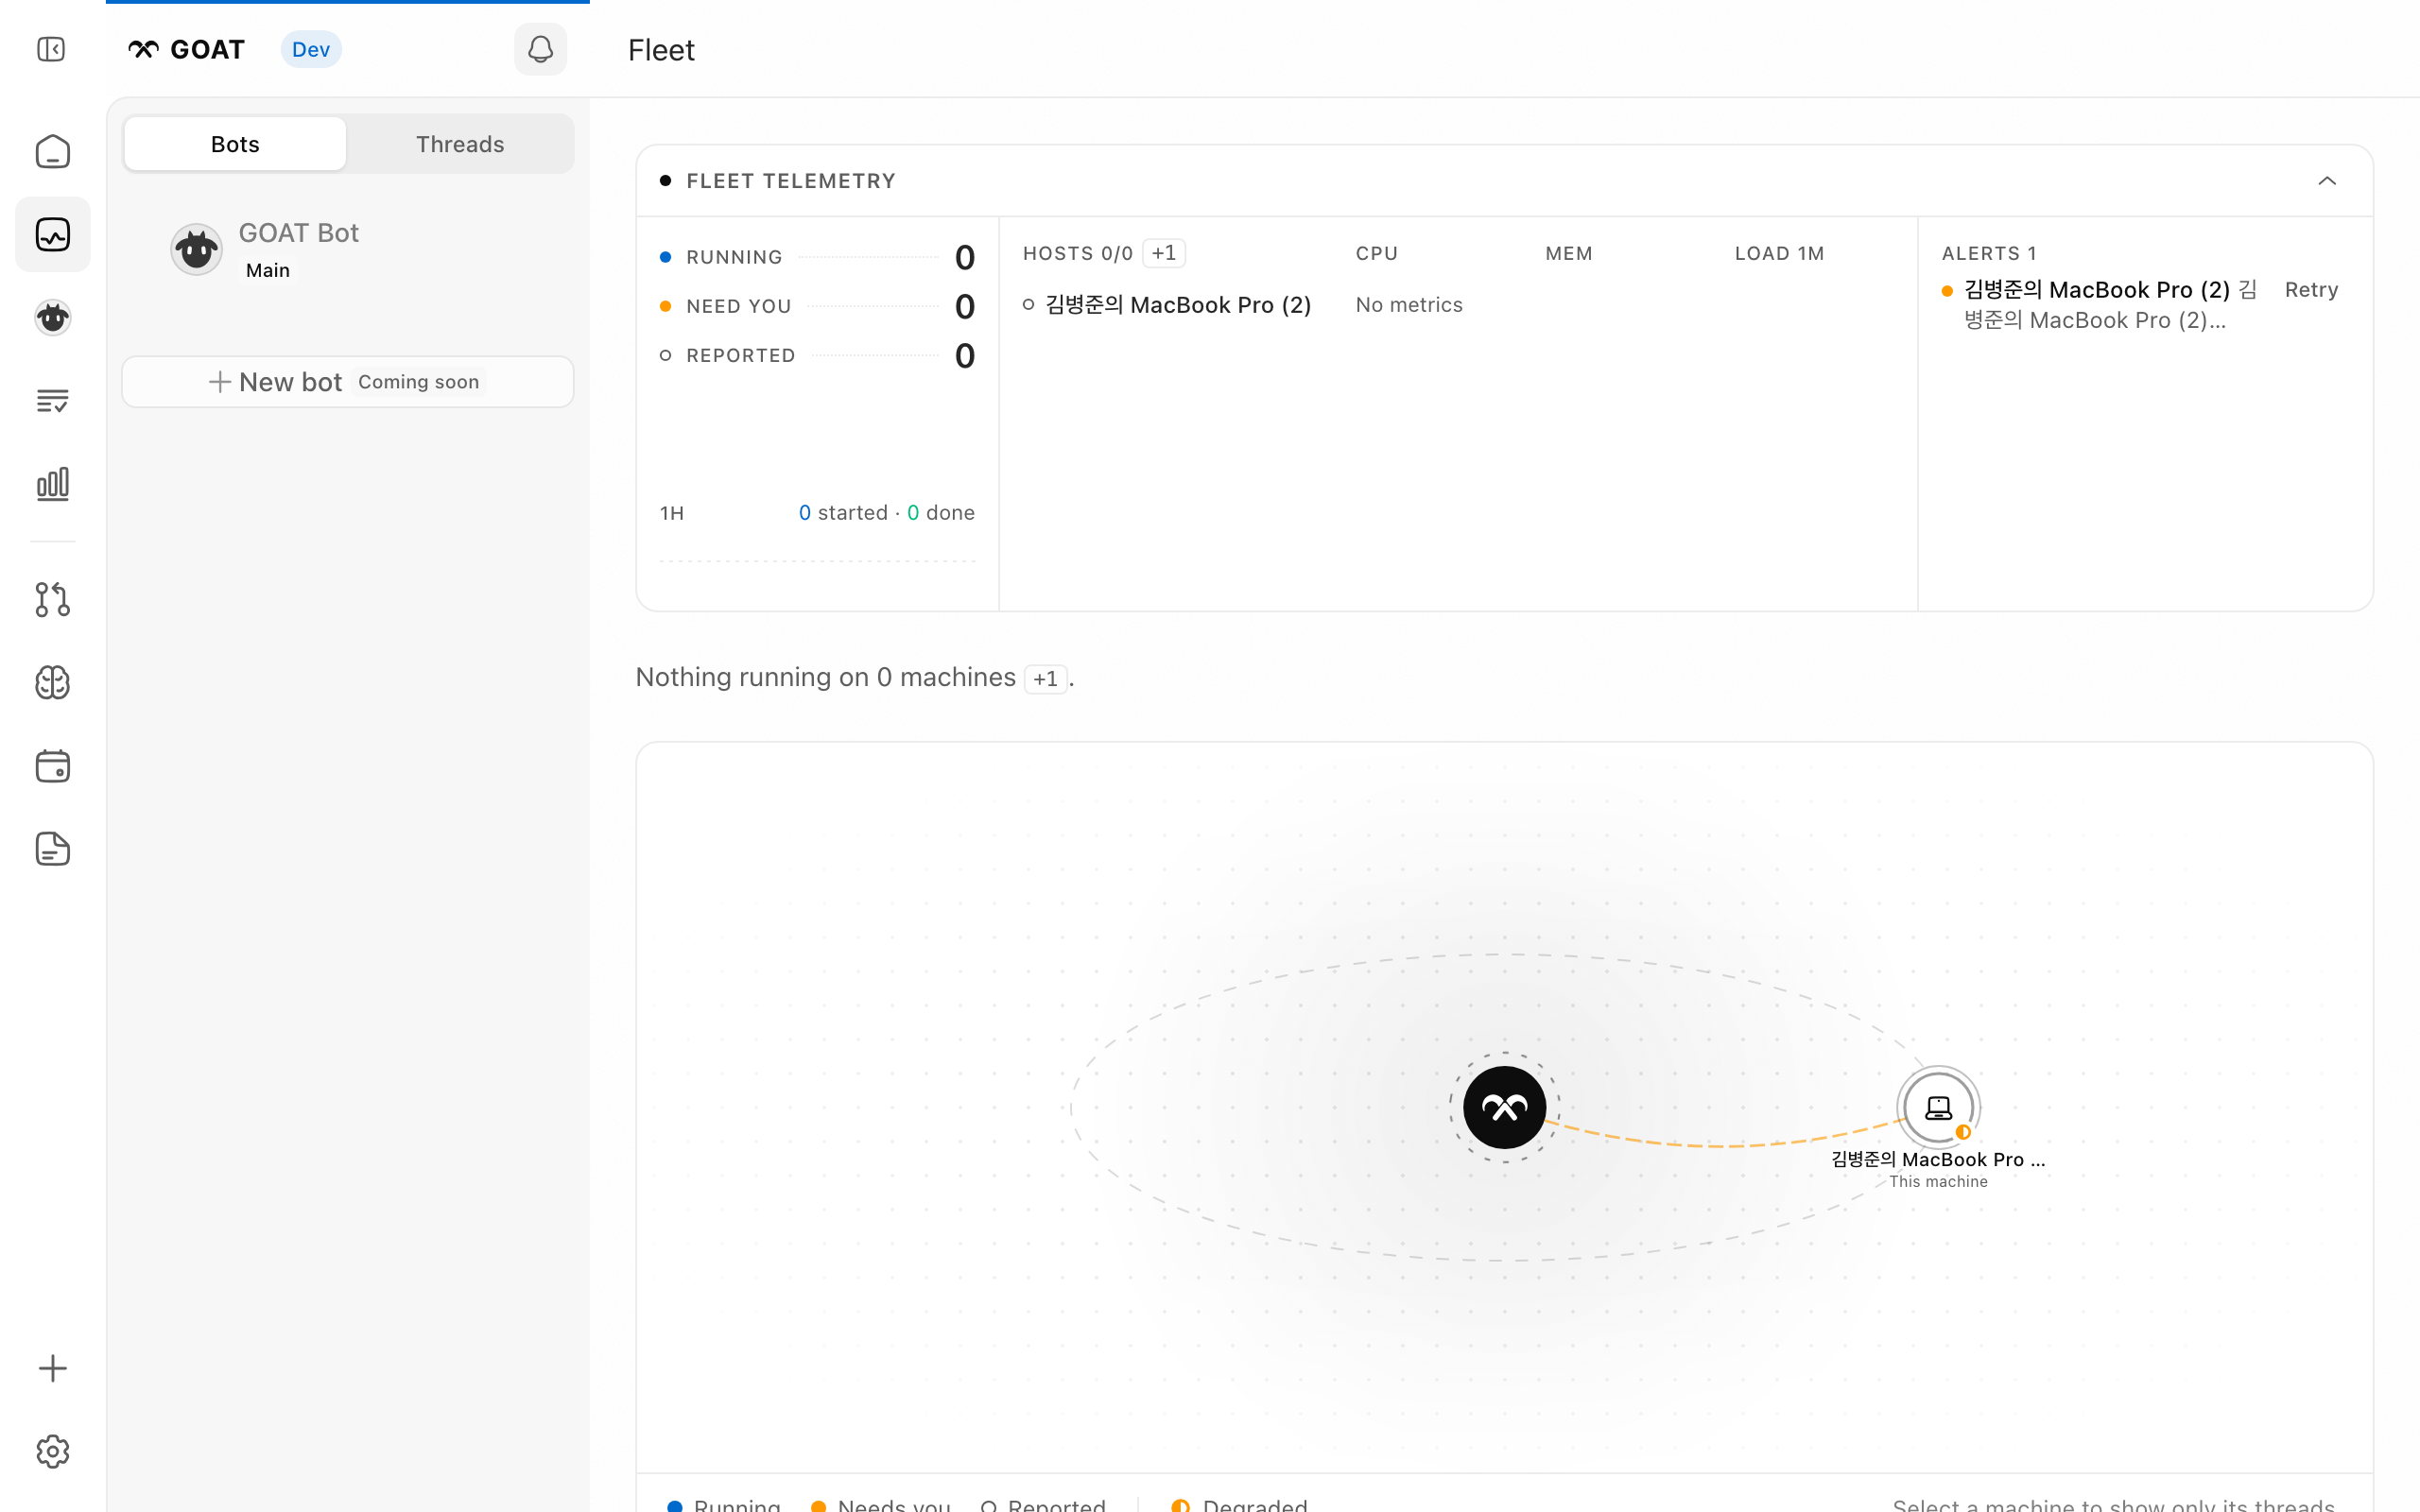 GOAT Dev
Fleet
Bots Threads
GOAT Bot
Main
New bot Coming soon
FLEET TELEMETRY
RUNNING 0
NEED YOU 0
REPORTED 0
1H 0 started · 0 done
HOSTS 0/0 +1 CPU MEM LOAD 1M
김병준의 MacBook Pro (2) No metrics
ALERTS 1
김병준의 MacBook Pro (2) 김 Retry
병준의 MacBook Pro (2)...
Nothing running on 0 machines +1.
김병준의 MacBook Pro ...
This machine
Running Needs you Reported Degraded Select a machine to show only its threads.